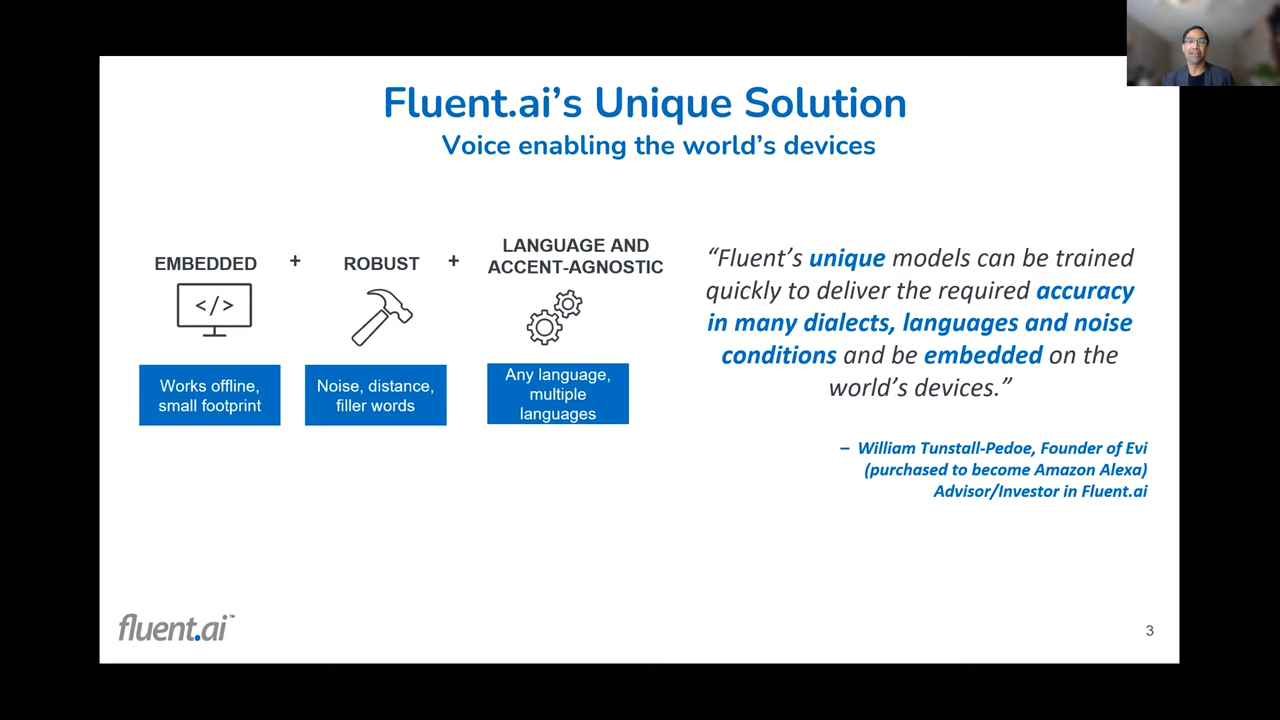 Fluent.ai's Unique Solution
Voice enabling the world's devices
EMBEDDED
+
ROBUST
+
LANGUAGE AND
ACCENT-AGNOSTIC
</>
Works offline,
small footprint
Noise, distance,
filler words
Any language,
multiple
languages
“Fluent's unique models can be trained
quickly to deliver the required accuracy
in many dialects, languages and noise
conditions and be embedded on the
world's devices.”
– William Tunstall-Pedoe, Founder of Evi
(purchased to become Amazon Alexa)
Advisor/Investor in Fluent.ai
fluent.ai™
3